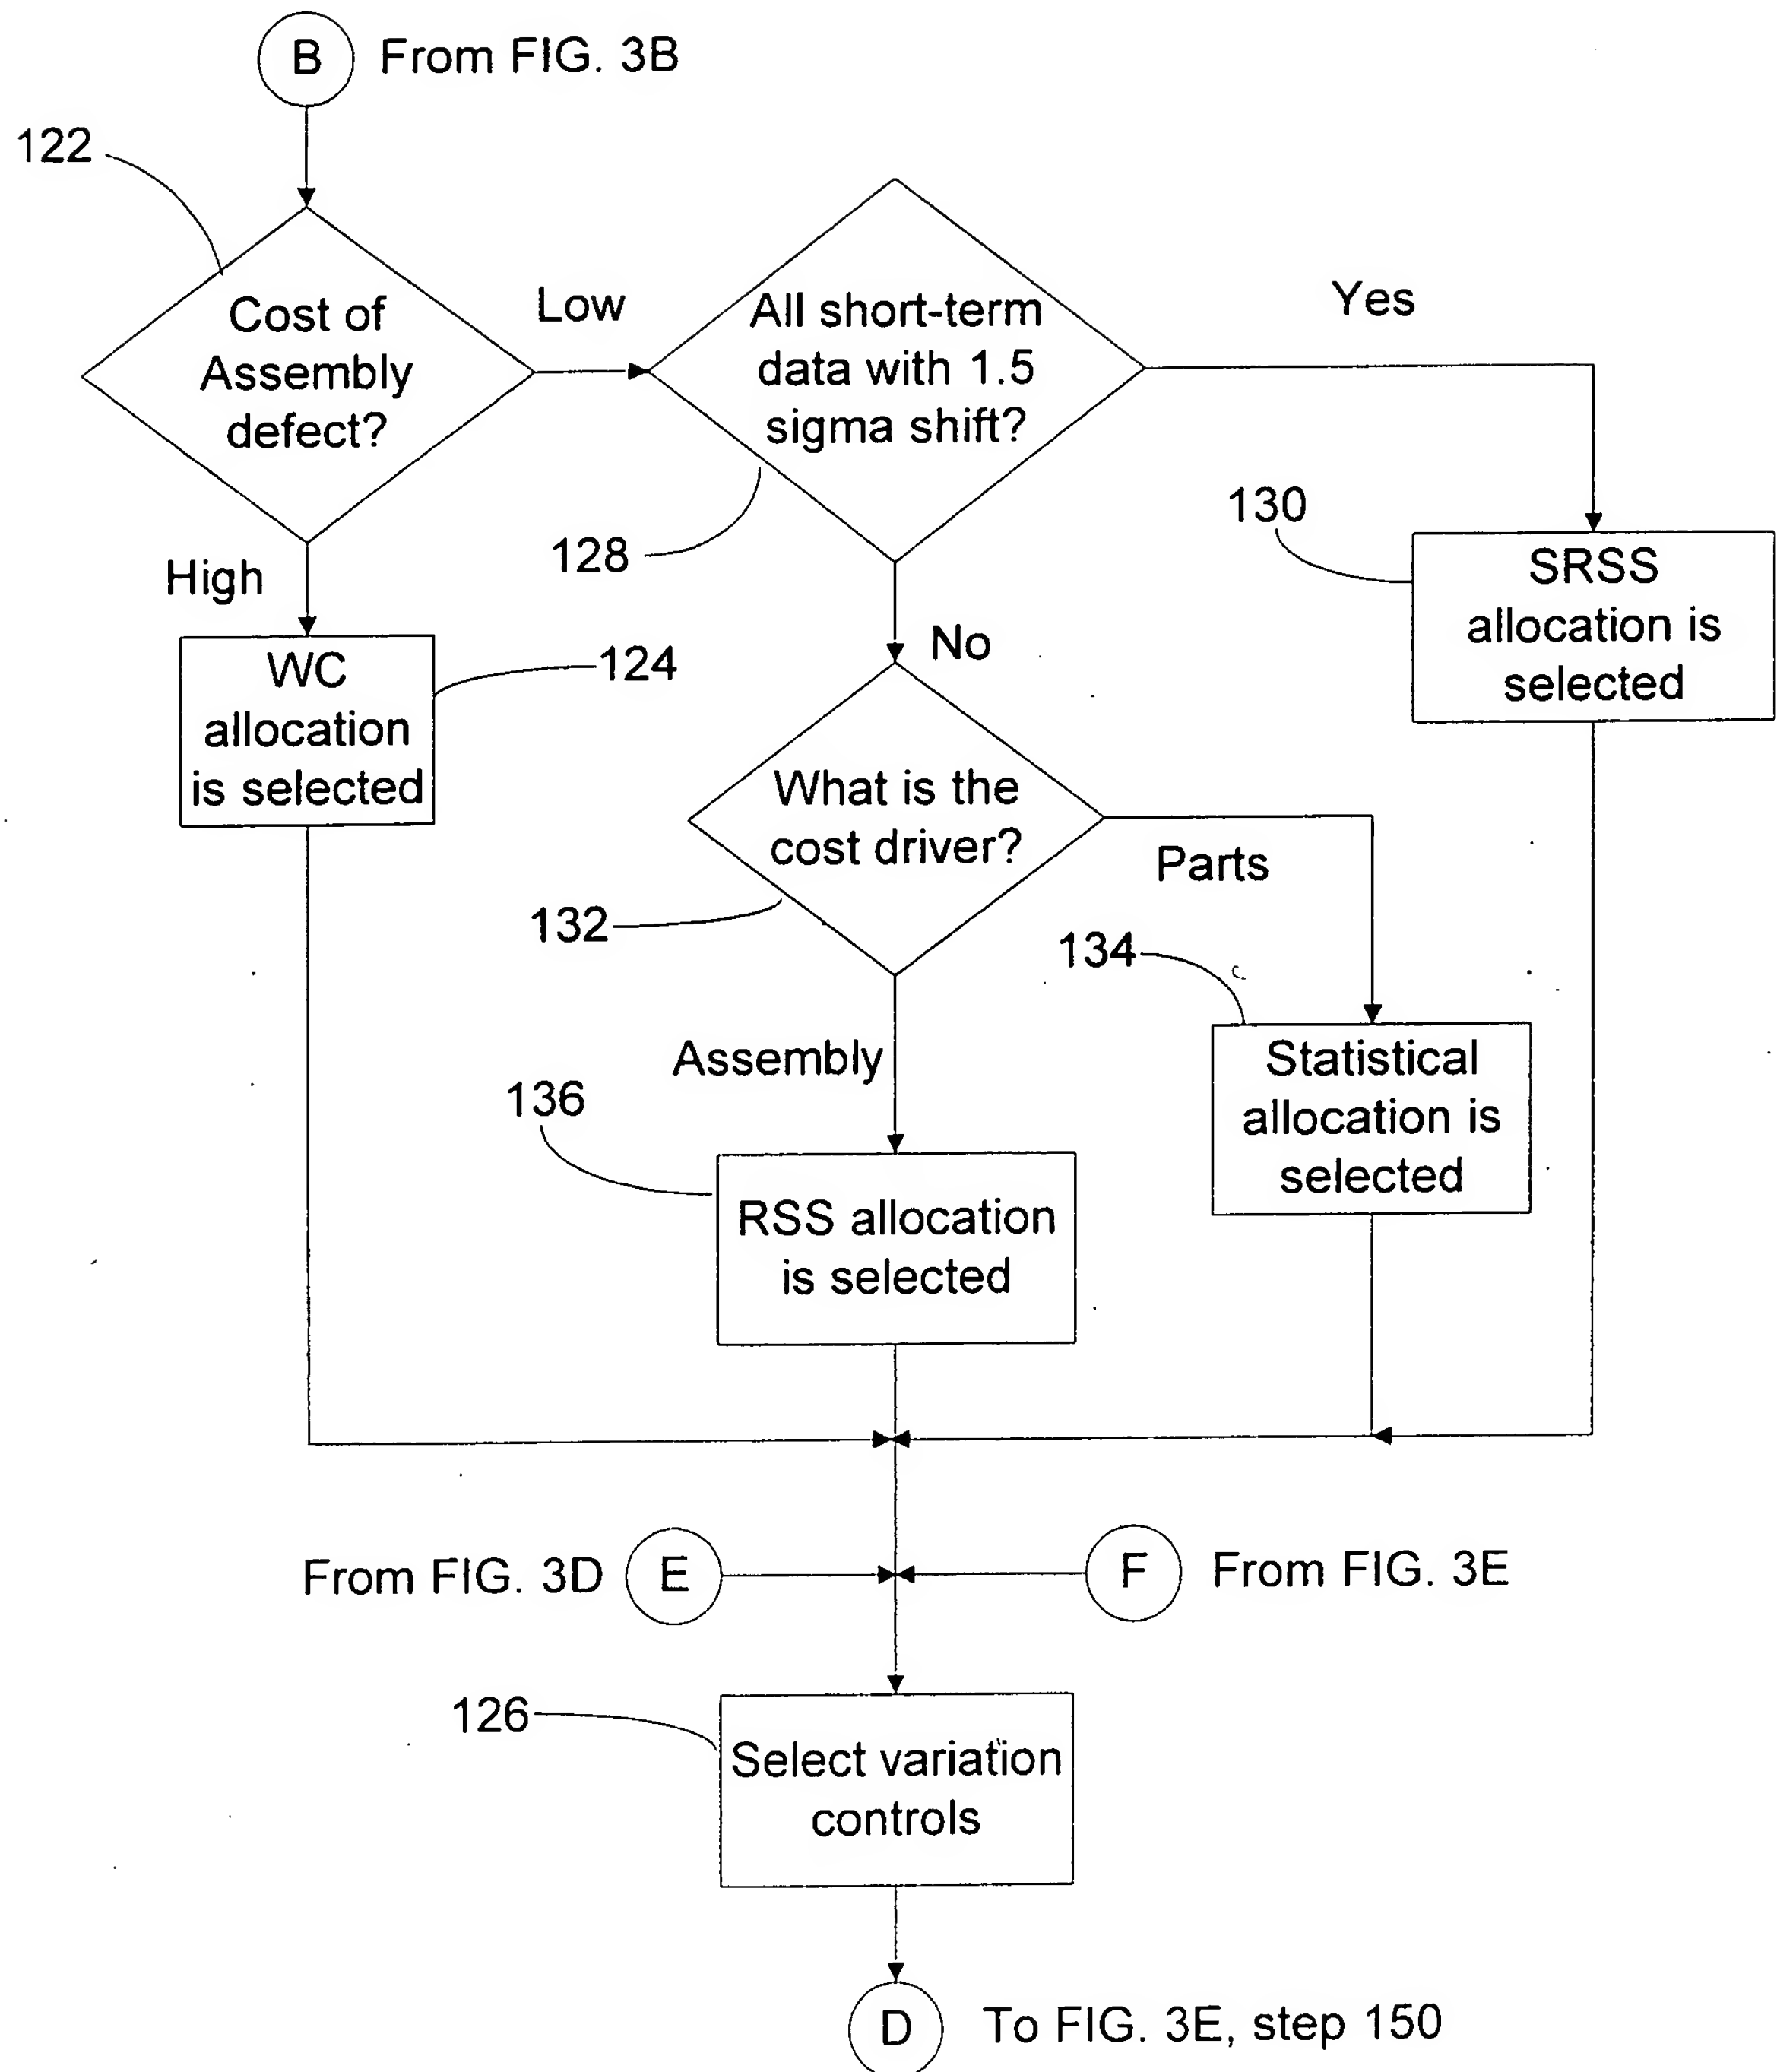 B From FIG. 3B
122
Cost of
Assembly
defect?
Low
All short-term
data with 1.5
sigma shift?
Yes
High
128
130
SRSS
allocation is
selected
No
WC
allocation
is selected
124
What is the
cost driver?
Parts
132
134
Assembly
Statistical
allocation is
selected
136
RSS allocation
is selected
From FIG. 3D E
F From FIG. 3E
126
Select variation
controls
D To FIG. 3E, step 150